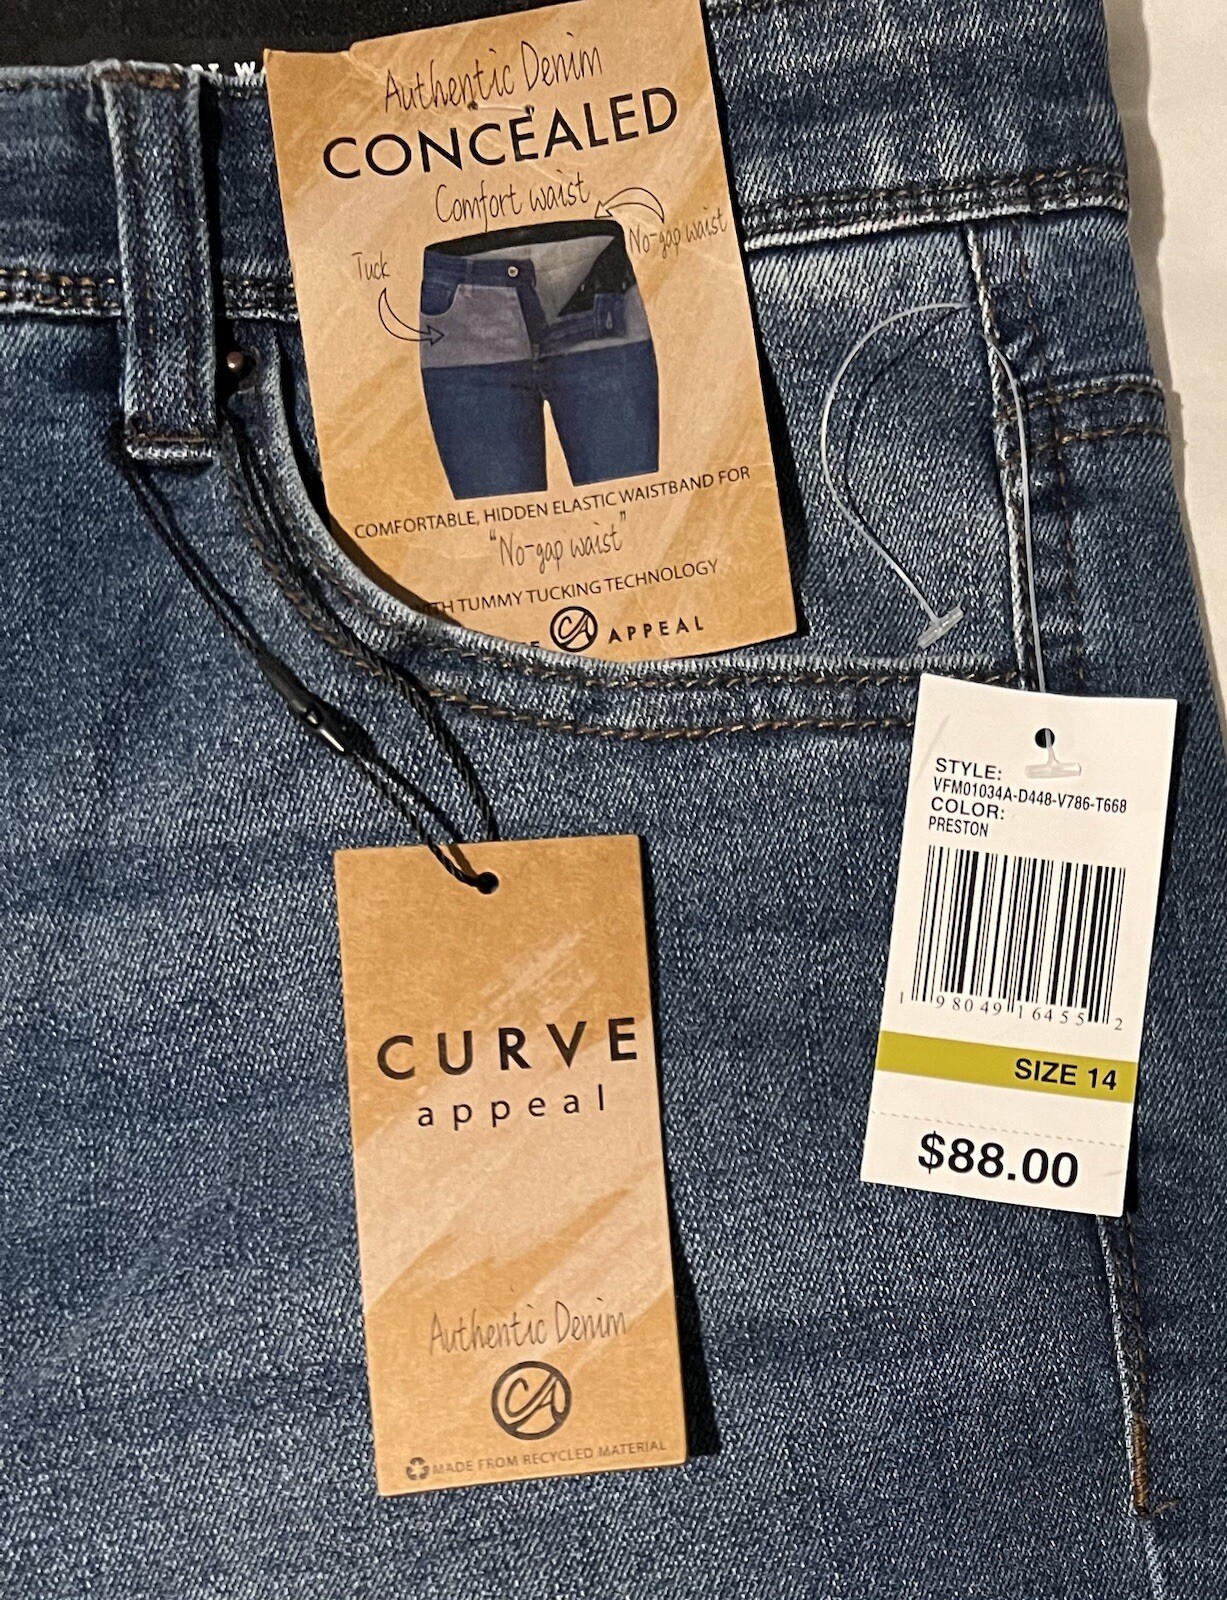 Authentic Denim
CONCEALED
Comfort waist
No-gap waist
Tuck
COMFORTABLE, HIDDEN ELASTIC WAISTBAND FOR
"No-gap waist"
TUMMY TUCKING TECHNOLOGY
CA APPEAL
STYLE:
VFM01034A-D448-V786-T668
COLOR:
PRESTON
1 98049 16455 2
SIZE 14
$88.00
CURVE
appeal
Authentic Denim
CA
MADE FROM RECYCLED MATERIAL